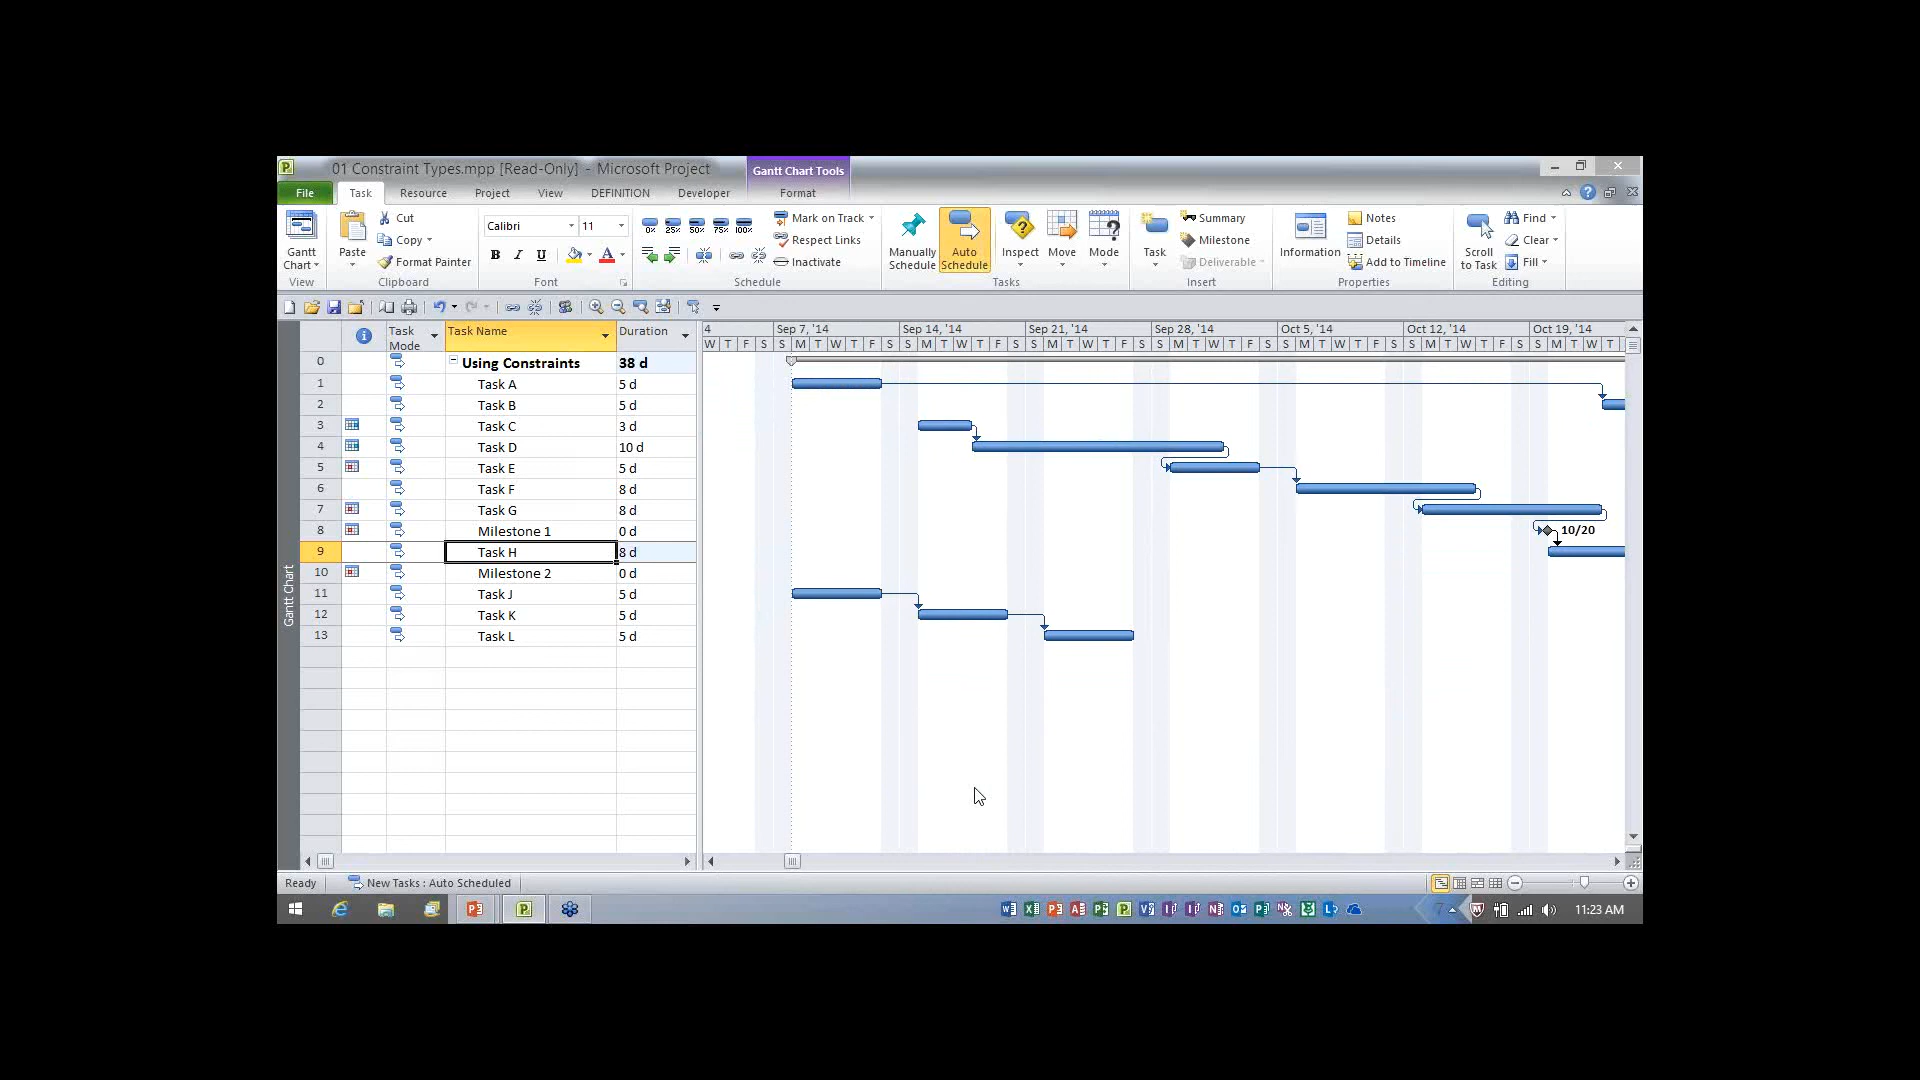 01 Constraint Types.mpp [Read-Only] - Microsoft Project
Gantt Chart Tools
File Task Resource Project View DEFINITION Developer Format
Gantt Chart
View
Paste
Cut
Copy
Format Painter
Clipboard
Calibri 11
B I U A
Font
0% 25% 50% 75% 100%
Mark on Track
Respect Links
Inactivate
Schedule
Manually Schedule
Auto Schedule
Inspect
Move
Mode
Tasks
Task
Summary
Milestone
Deliverable
Insert
Information
Notes
Details
Add to Timeline
Properties
Scroll to Task
Find
Clear
Fill
Editing
Task Mode Task Name Duration
4 Sep 7, '14 Sep 14, '14 Sep 21, '14 Sep 28, '14 Oct 5, '14 Oct 12, '14 Oct 19, '14
W T F S S M T W T F S S M T W T F S S M T W T F S S M T W T F S S M T W T F S S M T W T F S S M T W T
0 Using Constraints 38 d
1 Task A 5 d
2 Task B 5 d
3 Task C 3 d
4 Task D 10 d
5 Task E 5 d
6 Task F 8 d
7 Task G 8 d
8 Milestone 1 0 d 10/20
9 Task H 8 d
10 Milestone 2 0 d
11 Task J 5 d
12 Task K 5 d
13 Task L 5 d
Gantt Chart
Ready New Tasks : Auto Scheduled
11:23 AM